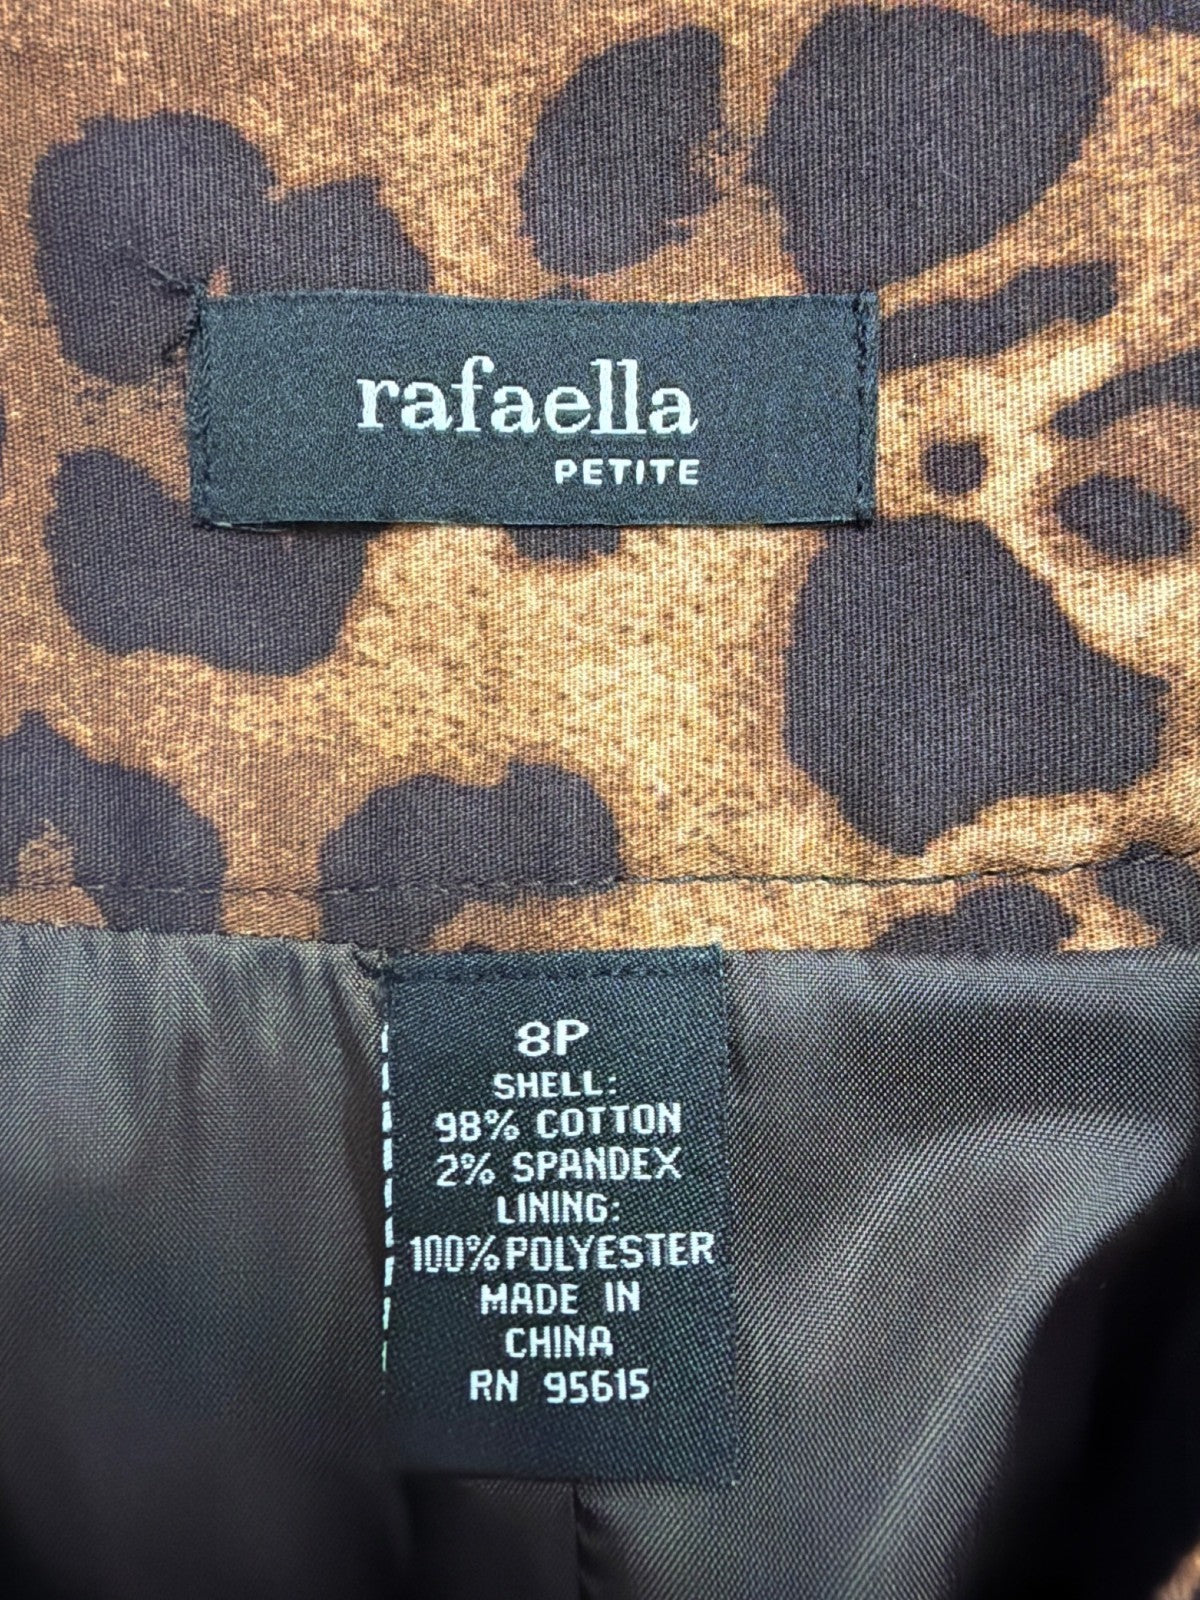 rafaella
PETITE
8P
SHELL:
98% COTTON
2% SPANDEX
LINING:
100% POLYESTER
MADE IN
CHINA
RN 95615